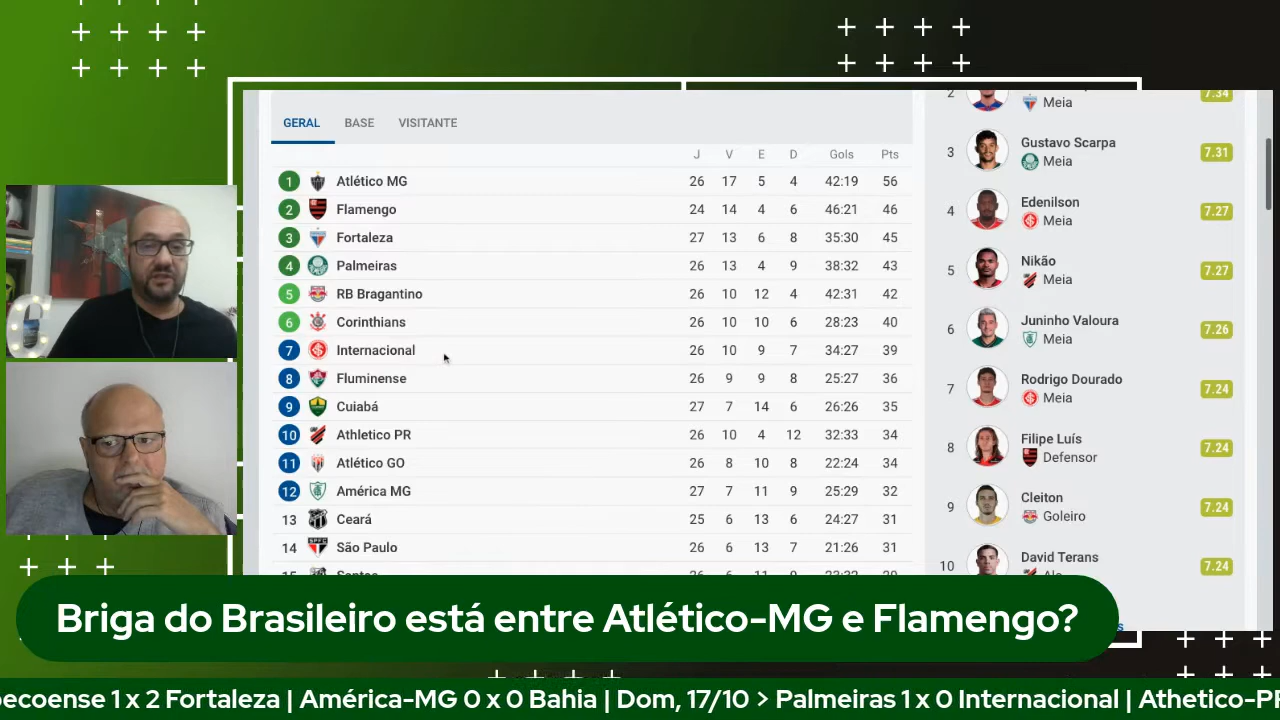 GERAL BASE VISITANTE
J V E D Gols Pts
1 Atlético MG 26 17 5 4 42:19 56
2 Flamengo 24 14 4 6 46:21 46
3 Fortaleza 27 13 6 8 35:30 45
4 Palmeiras 26 13 4 9 38:32 43
5 RB Bragantino 26 10 12 4 42:31 42
6 Corinthians 26 10 10 6 28:23 40
7 Internacional 26 10 9 7 34:27 39
8 Fluminense 26 9 9 8 25:27 36
9 Cuiabá 27 7 14 6 26:26 35
10 Athletico PR 26 10 4 12 32:33 34
11 Atlético GO 26 8 10 8 22:24 34
12 América MG 27 7 11 9 25:29 32
13 Ceará 25 6 13 6 24:27 31
14 São Paulo 26 6 13 7 21:26 31
2
Meia
7.34
3 Gustavo Scarpa 7.31
Meia
4 Edenilson 7.27
Meia
5 Nikão 7.27
Meia
6 Juninho Valoura 7.26
Meia
7 Rodrigo Dourado 7.24
Meia
8 Filipe Luís 7.24
Defensor
9 Cleiton 7.24
Goleiro
10 David Terans 7.24
G
Briga do Brasileiro está entre Atlético-MG e Flamengo?
pecoense 1 x 2 Fortaleza | América-MG 0 x 0 Bahia | Dom, 17/10 > Palmeiras 1 x 0 Internacional | Athetico-P